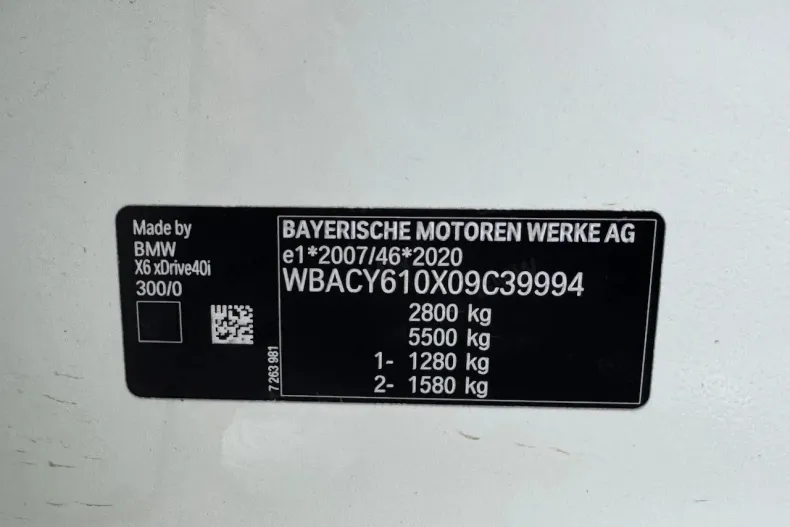 Made by
BMW
X6 xDrive40i
300/0
7 263 981
BAYERISCHE MOTOREN WERKE AG
e1*2007/46*2020
WBACY610X09C39994
2800 kg
5500 kg
1- 1280 kg
2- 1580 kg